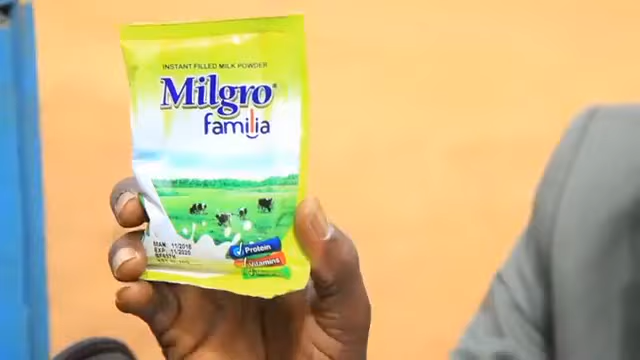 INSTANT FILLED MILK POWDER
Milgro
familia
MAN: 11/2018
EXP: 11/2020
Protein
Vitamins